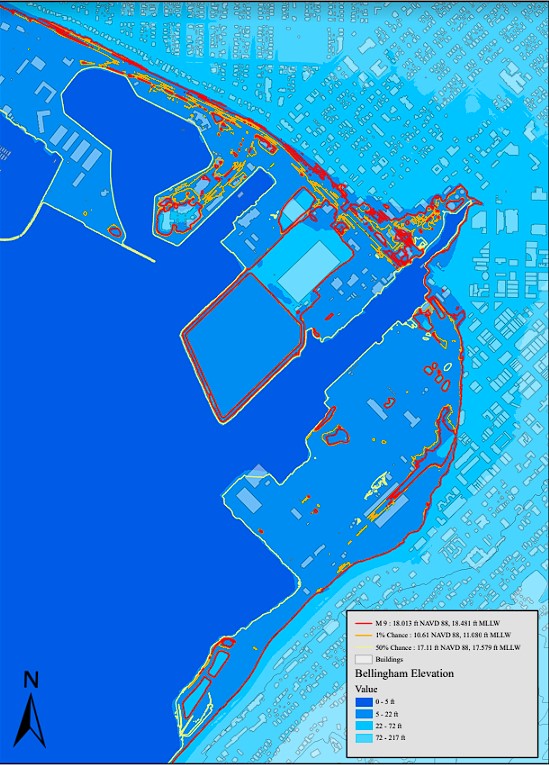 M 9 : 18.013 ft NAVD 88, 18.481 ft MLLW
1% Chance : 10.61 NAVD 88, 11.080 ft MLLW
50% Chance : 17.11 ft NAVD 88, 17.579 ft MLLW
Buildings
Bellingham Elevation
Value
0 - 5 ft
5 - 22 ft
22 - 72 ft
72 - 217 ft
N